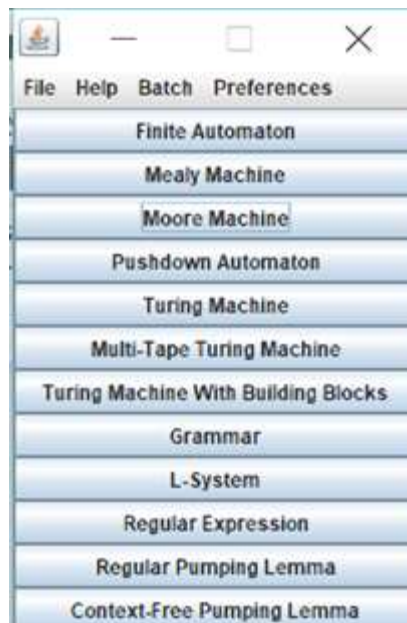 File Help Batch Preferences
Finite Automaton
Mealy Machine
Moore Machine
Pushdown Automaton
Turing Machine
Multi-Tape Turing Machine
Turing Machine With Building Blocks
Grammar
L-System
Regular Expression
Regular Pumping Lemma
Context-Free Pumping Lemma